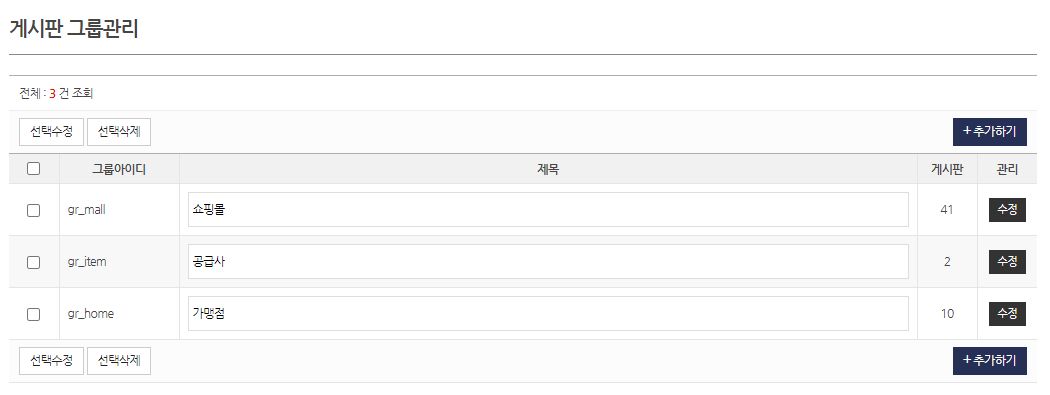 게시판 그룹관리
전체 : 3 건 조회
선택수정 선택삭제 + 추가하기
그룹아이디 제목 게시판 관리
gr_mall 쇼핑몰 41 수정
gr_item 공급사 2 수정
gr_home 가맹점 10 수정
선택수정 선택삭제 + 추가하기